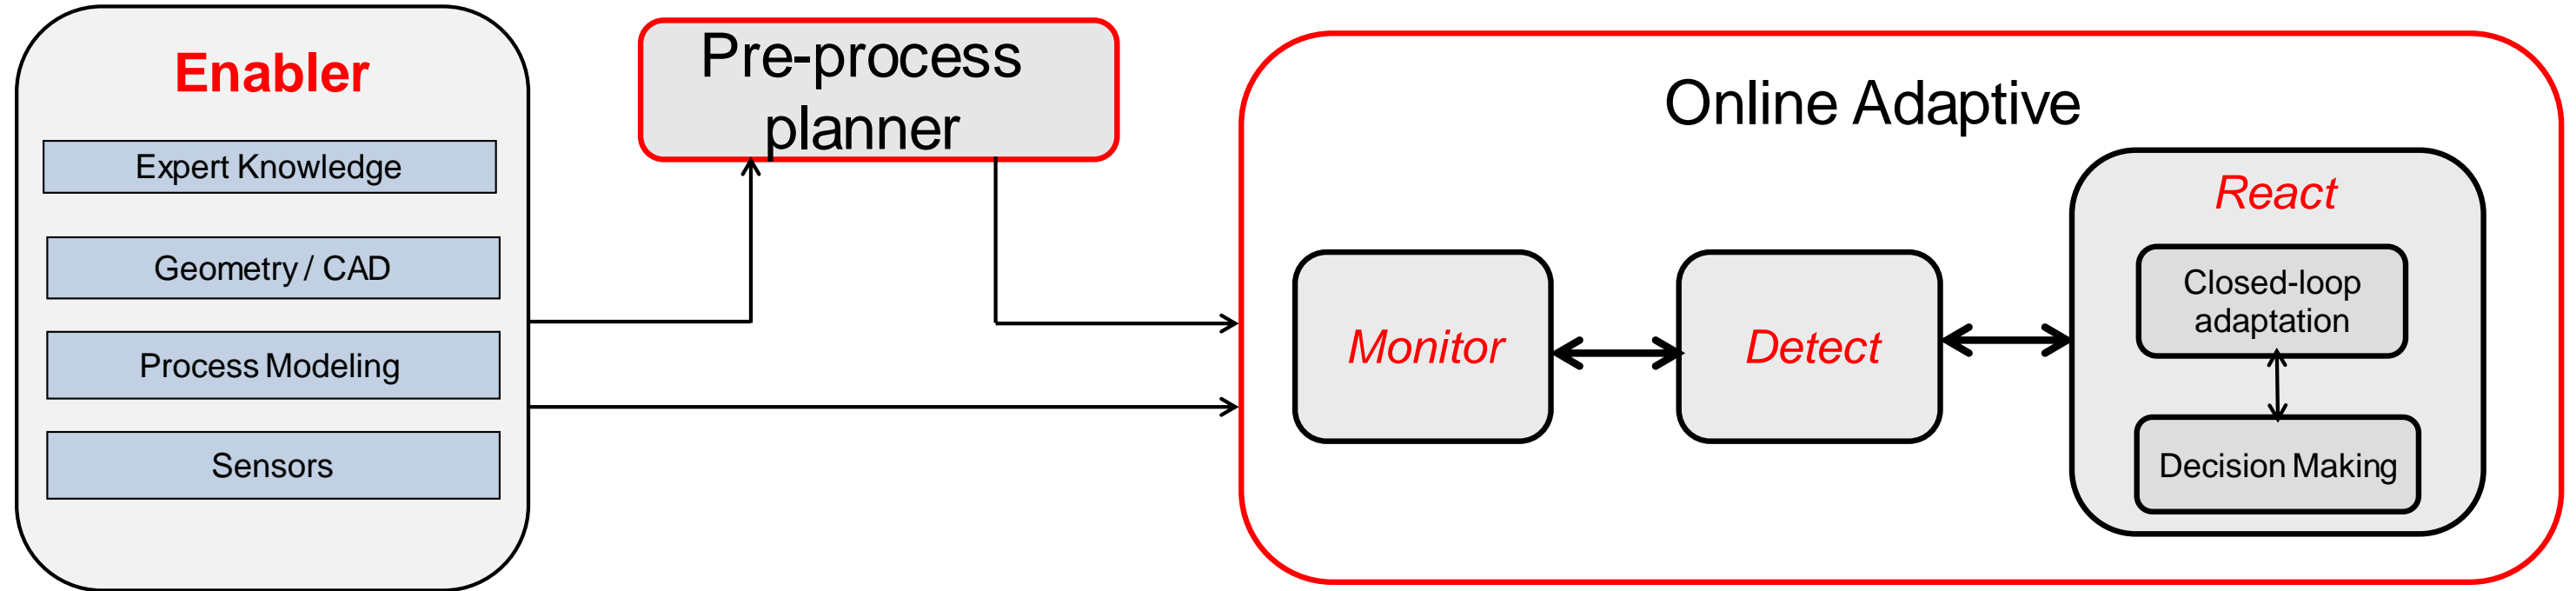 Enabler
Expert Knowledge
Geometry / CAD
Process Modeling
Sensors
Pre-process
planner
Online Adaptive
Monitor
Detect
React
Closed-loop
adaptation
Decision Making